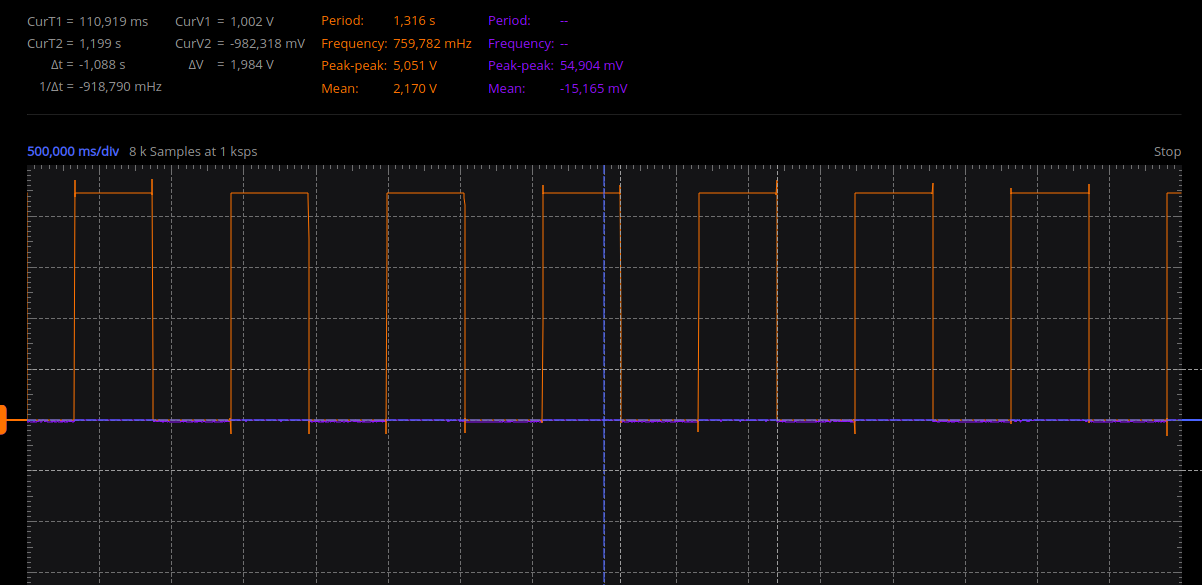 CurT1 = 110,919 ms CurV1 = 1,002 V Period: 1,316 s Period: --
CurT2 = 1,199 s CurV2 = -982,318 mV Frequency: 759,782 mHz Frequency: --
Δt = -1,088 s ΔV = 1,984 V Peak-peak: 5,051 V Peak-peak: 54,904 mV
1/Δt = -918,790 mHz Mean: 2,170 V Mean: -15,165 mV
500,000 ms/div 8 k Samples at 1 ksps Stop